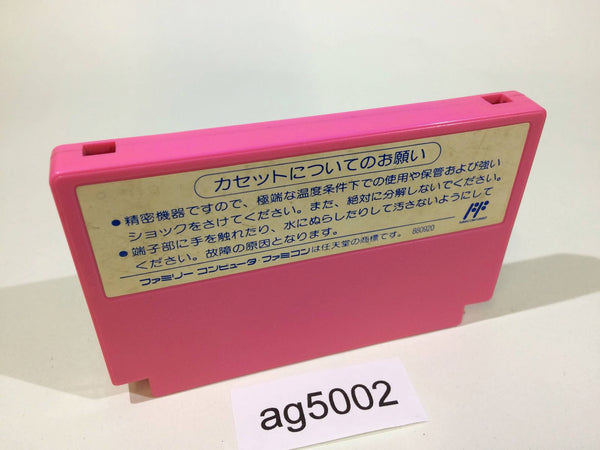 カセットについてのお願い
●精密機器ですので、極端な温度条件下での使用や保管および強い
ショックをさけてください。また、絶対に分解しないでください。
●端子部に手を触れたり、水にぬらしたりして汚さないようにして
ください。故障の原因となります。
ファミリー コンピュータ・ファミコンは任天堂の商標です。 880920
ag5002